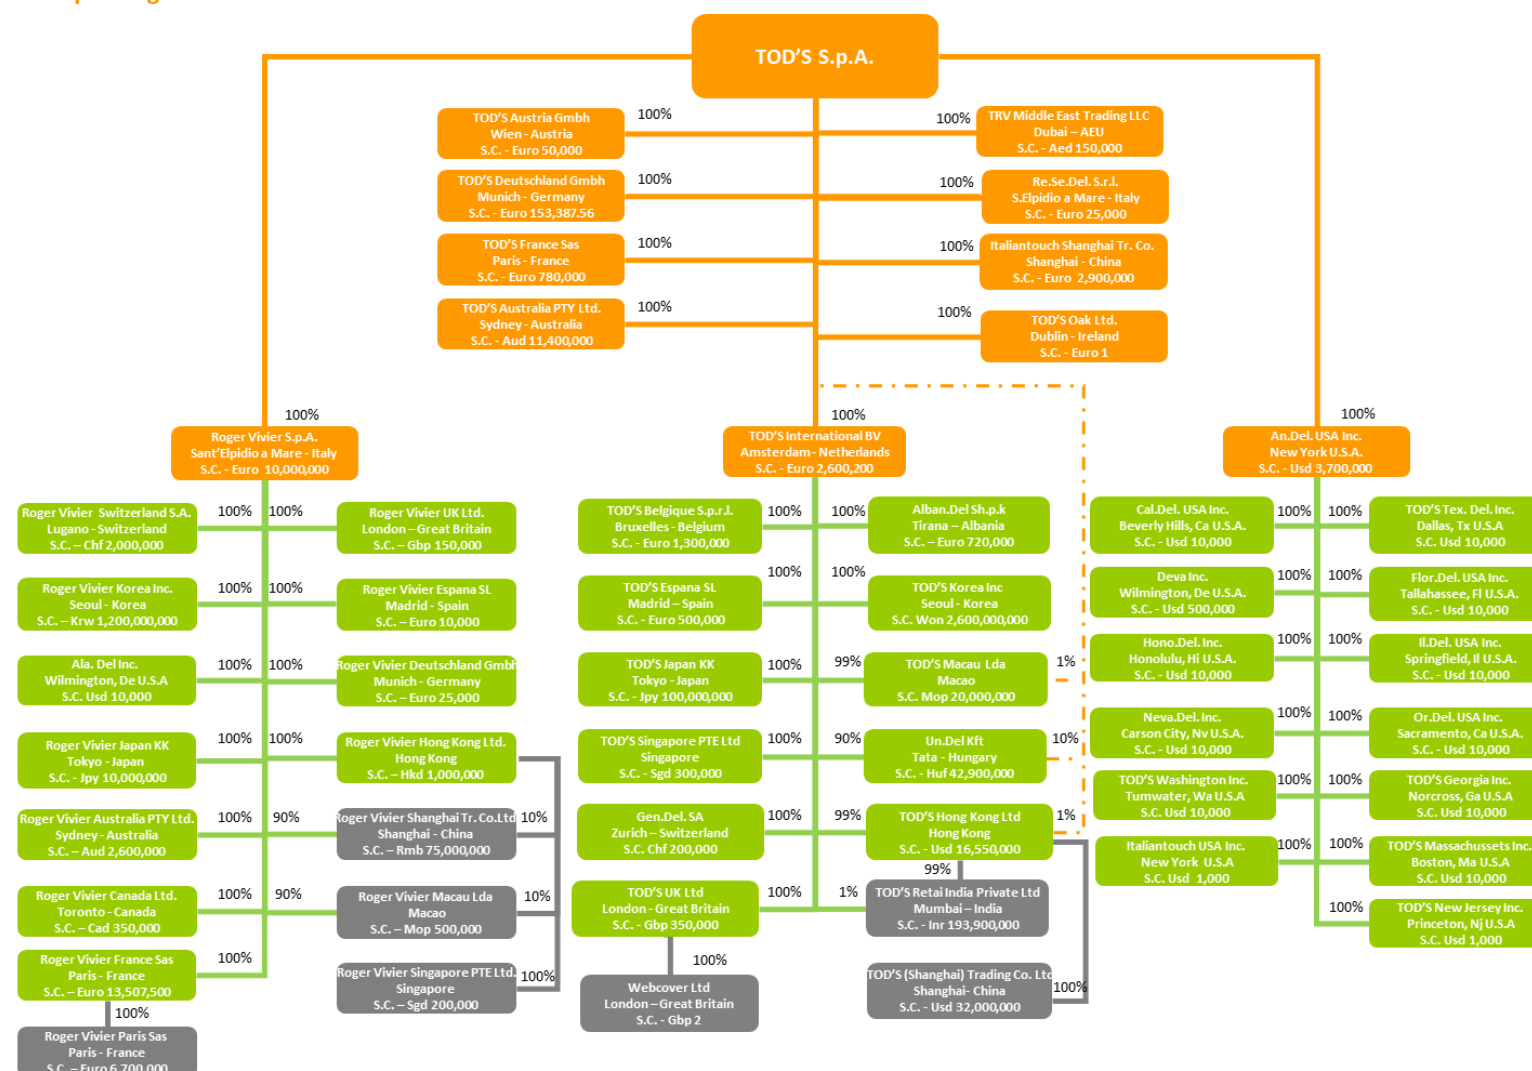 TOD'S S.p.A.
TOD'S Austria Gmbh
Wien - Austria
S.C. - Euro 50,000
100%
100%
TRV Middle East Trading LLC
Dubai – AEU
S.C. - Aed 150,000
TOD'S Deutschland Gmbh
Munich - Germany
S.C. - Euro 153,387.56
100%
100%
Re.Se.Del. S.r.l.
S.Elpidio a Mare - Italy
S.C. - Euro 25,000
TOD'S France Sas
Paris - France
S.C. - Euro 780,000
100%
100%
Italiantouch Shanghai Tr. Co.
Shanghai - China
S.C. - Euro 2,900,000
TOD'S Australia PTY Ltd.
Sydney - Australia
S.C. - Aud 11,400,000
100%
100%
TOD'S Oak Ltd.
Dublin - Ireland
S.C. - Euro 1
100%
Roger Vivier S.p.A.
Sant'Elpidio a Mare - Italy
S.C. - Euro 10,000,000
100%
TOD'S International BV
Amsterdam - Netherlands
S.C. - Euro 2,600,200
100%
An.Del. USA Inc.
New York U.S.A.
S.C. - Usd 3,700,000
Roger Vivier Switzerland S.A.
Lugano - Switzerland
S.C. – Chf 2,000,000
100%
100%
Roger Vivier UK Ltd.
London – Great Britain
S.C. – Gbp 150,000
Roger Vivier Korea Inc.
Seoul - Korea
S.C. – Krw 1,200,000,000
100%
100%
Roger Vivier Espana SL
Madrid - Spain
S.C. – Euro 10,000
Ala. Del Inc.
Wilmington, De U.S.A
S.C. Usd 10,000
100%
100%
Roger Vivier Deutschland Gmbh
Munich - Germany
S.C. – Euro 25,000
Roger Vivier Japan KK
Tokyo - Japan
S.C. - Jpy 10,000,000
100%
100%
Roger Vivier Hong Kong Ltd.
Hong Kong
S.C. – Hkd 1,000,000
Roger Vivier Australia PTY Ltd.
Sydney - Australia
S.C. – Aud 2,600,000
100%
90%
Roger Vivier Shanghai Tr. Co.Ltd
Shanghai - China
S.C. – Rmb 75,000,000
10%
Roger Vivier Canada Ltd.
Toronto - Canada
S.C. – Cad 350,000
100%
90%
Roger Vivier Macau Lda
Macao
S.C. – Mop 500,000
10%
Roger Vivier France Sas
Paris - France
S.C. – Euro 13,507,500
100%
Roger Vivier Singapore PTE Ltd.
Singapore
S.C. – Sgd 200,000
100%
100%
Roger Vivier Paris Sas
Paris - France
S.C. – Euro 6,700,000
TOD'S Belgique S.p.r.l.
Bruxelles - Belgium
S.C. - Euro 1,300,000
100%
100%
Alban.Del Sh.p.k
Tirana – Albania
S.C. – Euro 720,000
TOD'S Espana SL
Madrid – Spain
S.C. - Euro 500,000
100%
100%
TOD'S Korea Inc
Seoul - Korea
S.C. Won 2,600,000,000
TOD'S Japan KK
Tokyo - Japan
S.C. - Jpy 100,000,000
100%
99%
TOD'S Macau Lda
Macao
S.C. Mop 20,000,000
1%
TOD'S Singapore PTE Ltd
Singapore
S.C. - Sgd 300,000
100%
90%
Un.Del Kft
Tata - Hungary
S.C. - Huf 42,900,000
10%
Gen.Del. SA
Zurich – Switzerland
S.C. Chf 200,000
100%
99%
TOD'S Hong Kong Ltd
Hong Kong
S.C. – Usd 16,550,000
1%
99%
TOD'S UK Ltd
London - Great Britain
S.C. - Gbp 350,000
100%
1%
TOD'S Retai India Private Ltd
Mumbai – India
S.C. - Inr 193,900,000
100%
Webcover Ltd
London – Great Britain
S.C. - Gbp 2
TOD'S (Shanghai) Trading Co. Ltd
Shanghai- China
S.C. - Usd 32,000,000
100%
Cal.Del. USA Inc.
Beverly Hills, Ca U.S.A.
S.C. - Usd 10,000
100%
100%
TOD'S Tex. Del. Inc.
Dallas, Tx U.S.A
S.C. Usd 10,000
Deva Inc.
Wilmington, De U.S.A.
S.C. - Usd 500,000
100%
100%
Flor.Del. USA Inc.
Tallahassee, Fl U.S.A.
S.C. - Usd 10,000
Hono.Del. Inc.
Honolulu, Hi U.S.A.
S.C. - Usd 10,000
100%
100%
Il.Del. USA Inc.
Springfield, Il U.S.A.
S.C. - Usd 10,000
Neva.Del. Inc.
Carson City, Nv U.S.A.
S.C. - Usd 10,000
100%
100%
Or.Del. USA Inc.
Sacramento, Ca U.S.A.
S.C. - Usd 10,000
TOD'S Washington Inc.
Tumwater, Wa U.S.A
S.C. Usd 10,000
100%
100%
TOD'S Georgia Inc.
Norcross, Ga U.S.A
S.C. Usd 10,000
Italiantouch USA Inc.
New York U.S.A
S.C. Usd 1,000
100%
100%
TOD'S Massachussets Inc.
Boston, Ma U.S.A
S.C. Usd 10,000
100%
TOD'S New Jersey Inc.
Princeton, Nj U.S.A
S.C. Usd 1,000